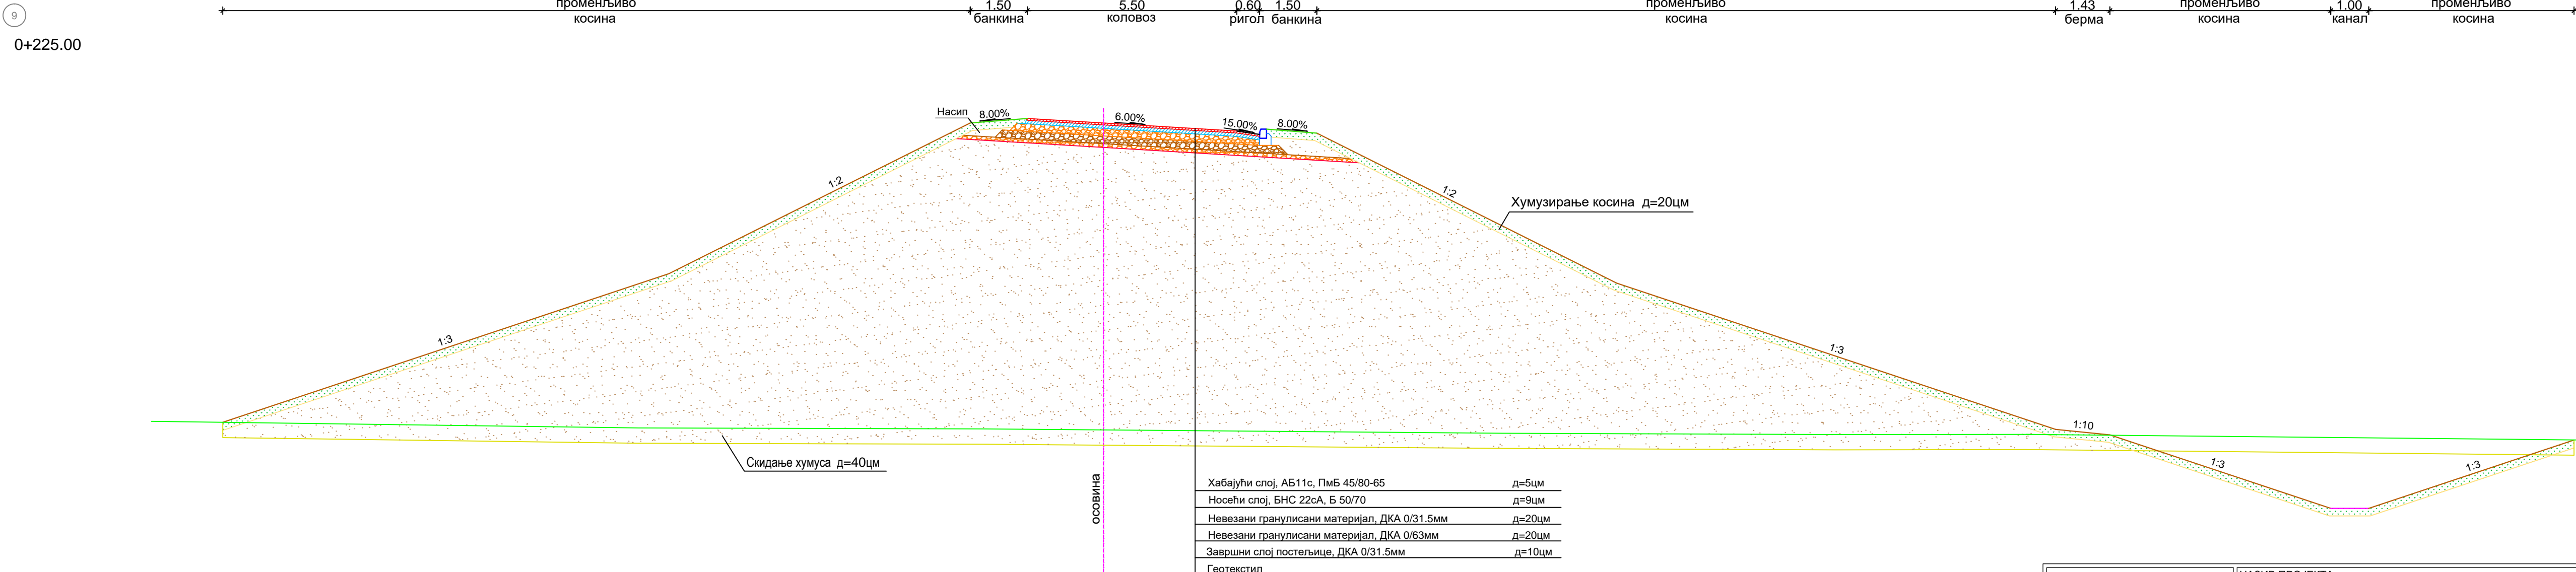 9
променљиво 1.50 5.50 0.60 1.50 променљиво 1.43 променљиво 1.00 променљиво
косина банкина коловоз ригол банкина косина берма косина канал косина
0+225.00
Насип 8.00% 6.00% 15.00% 8.00%
1:2 1:2
Хумузирање косина д=20цм
1:3 1:3
1:10
Скидање хумуса д=40цм
1:3 1:3
осовина
Хабајући слој, АБ11с, ПмБ 45/80-65 д=5цм
Носећи слој, БНС 22сА, Б 50/70 д=9цм
Невезани гранулисани материјал, ДКА 0/31.5мм д=20цм
Невезани гранулисани материјал, ДКА 0/63мм д=20цм
Завршни слој постељице, ДКА 0/31.5мм д=10цм
Геотекстил